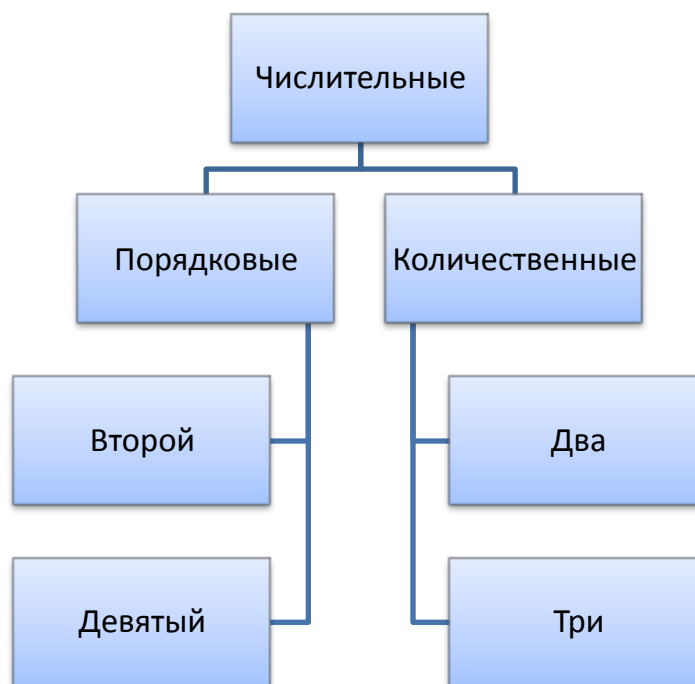 Числительные
Порядковые
Количественные
Второй
Два
Девятый
Три